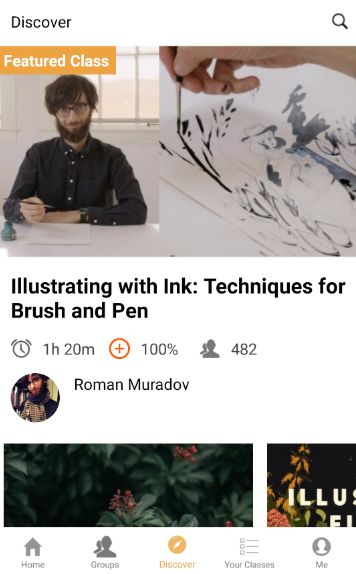 Discover
Featured Class
Illustrating with Ink: Techniques for
Brush and Pen
1h 20m 100% 482
Roman Muradov
ILLUS
Home Groups Discover Your Classes Me